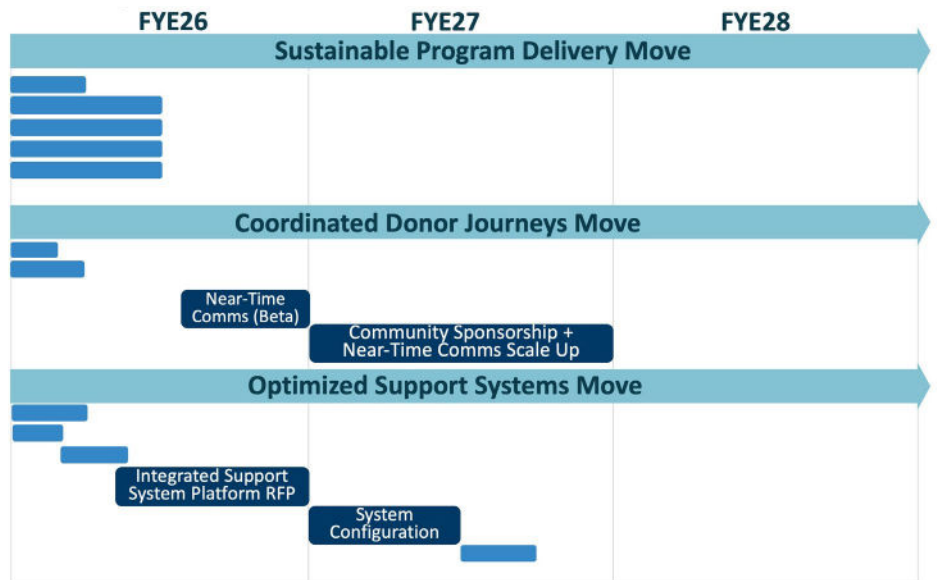 FYE26 FYE27 FYE28
Sustainable Program Delivery Move
Coordinated Donor Journeys Move
Near-Time
Comms (Beta)
Community Sponsorship +
Near-Time Comms Scale Up
Optimized Support Systems Move
Integrated Support
System Platform RFP
System
Configuration